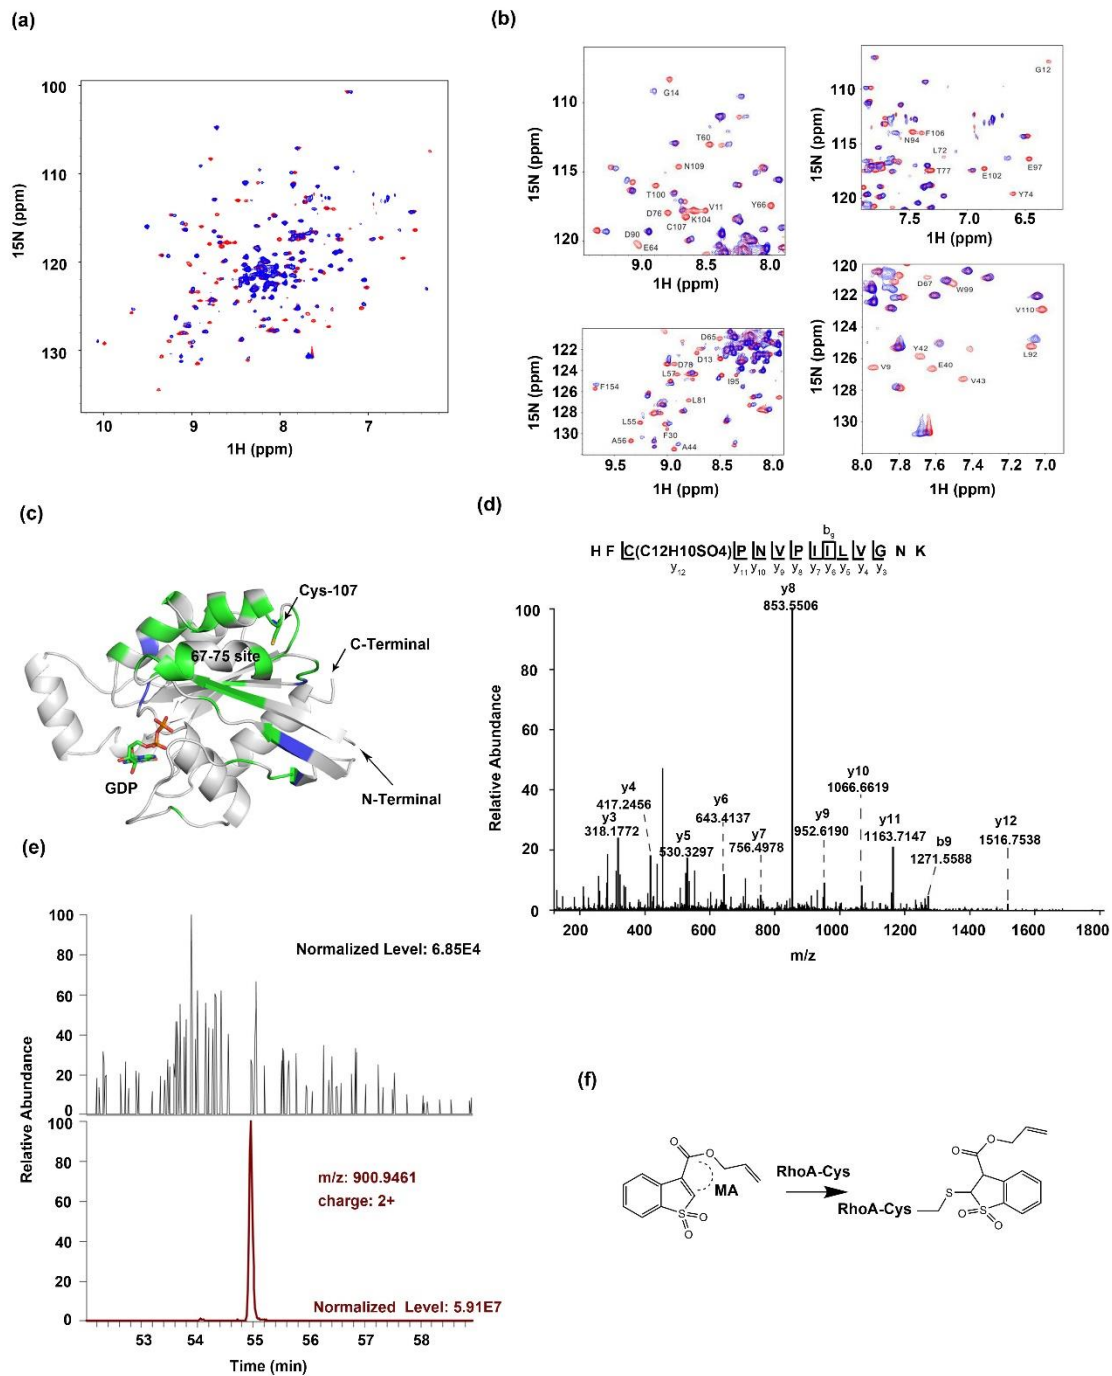 (a)
100
110
120
130
15N (ppm)
10
9
8
7
1H (ppm)
(b)
110
115
120
15N (ppm)
G14
T60
N109
T100
V11
Y66
D76
K104
C107
D90
E64
9.0
8.5
8.0
1H (ppm)
110
115
120
15N (ppm)
G12
N94
F106
L72
T77
E102
E97
Y74
7.5
7.0
6.5
1H (ppm)
122
124
126
128
130
15N (ppm)
D65
D13
D78
L57
I95
F154
L81
L55
F30
A56
A44
9.5
9.0
8.5
8.0
1H (ppm)
120
122
124
126
128
130
15N (ppm)
D67
W99
V110
Y42
L92
V9
E40
V43
8.0
7.8
7.6
7.4
7.2
7.0
1H (ppm)
(c)
Cys-107
C-Terminal
67-75 site
GDP
N-Terminal
(d)
b9
H F C(C12H10SO4) P N V P I I L V G N K
y12 y11 y10 y9 y8 y7 y6 y5 y4 y3
100
80
60
40
20
0
Relative Abundance
y8
853.5506
y10
1066.6619
y4
417.2456
y6
643.4137
y9
952.6190
y11
1163.7147
y12
1516.7538
y3
318.1772
y5
530.3297
y7
756.4978
b9
1271.5588
200 400 600 800 1000 1200 1400 1600 1800
m/z
(e)
100
80
60
40
20
0
Normalized Level: 6.85E4
Relative Abundance
100
80
60
40
20
0
m/z: 900.9461
charge: 2+
Normalized Level: 5.91E7
53 54 55 56 57 58
Time (min)
(f)
O
O
MA
S
O
O
RhoA-Cys
O
O
S
RhoA-Cys
S
O
O